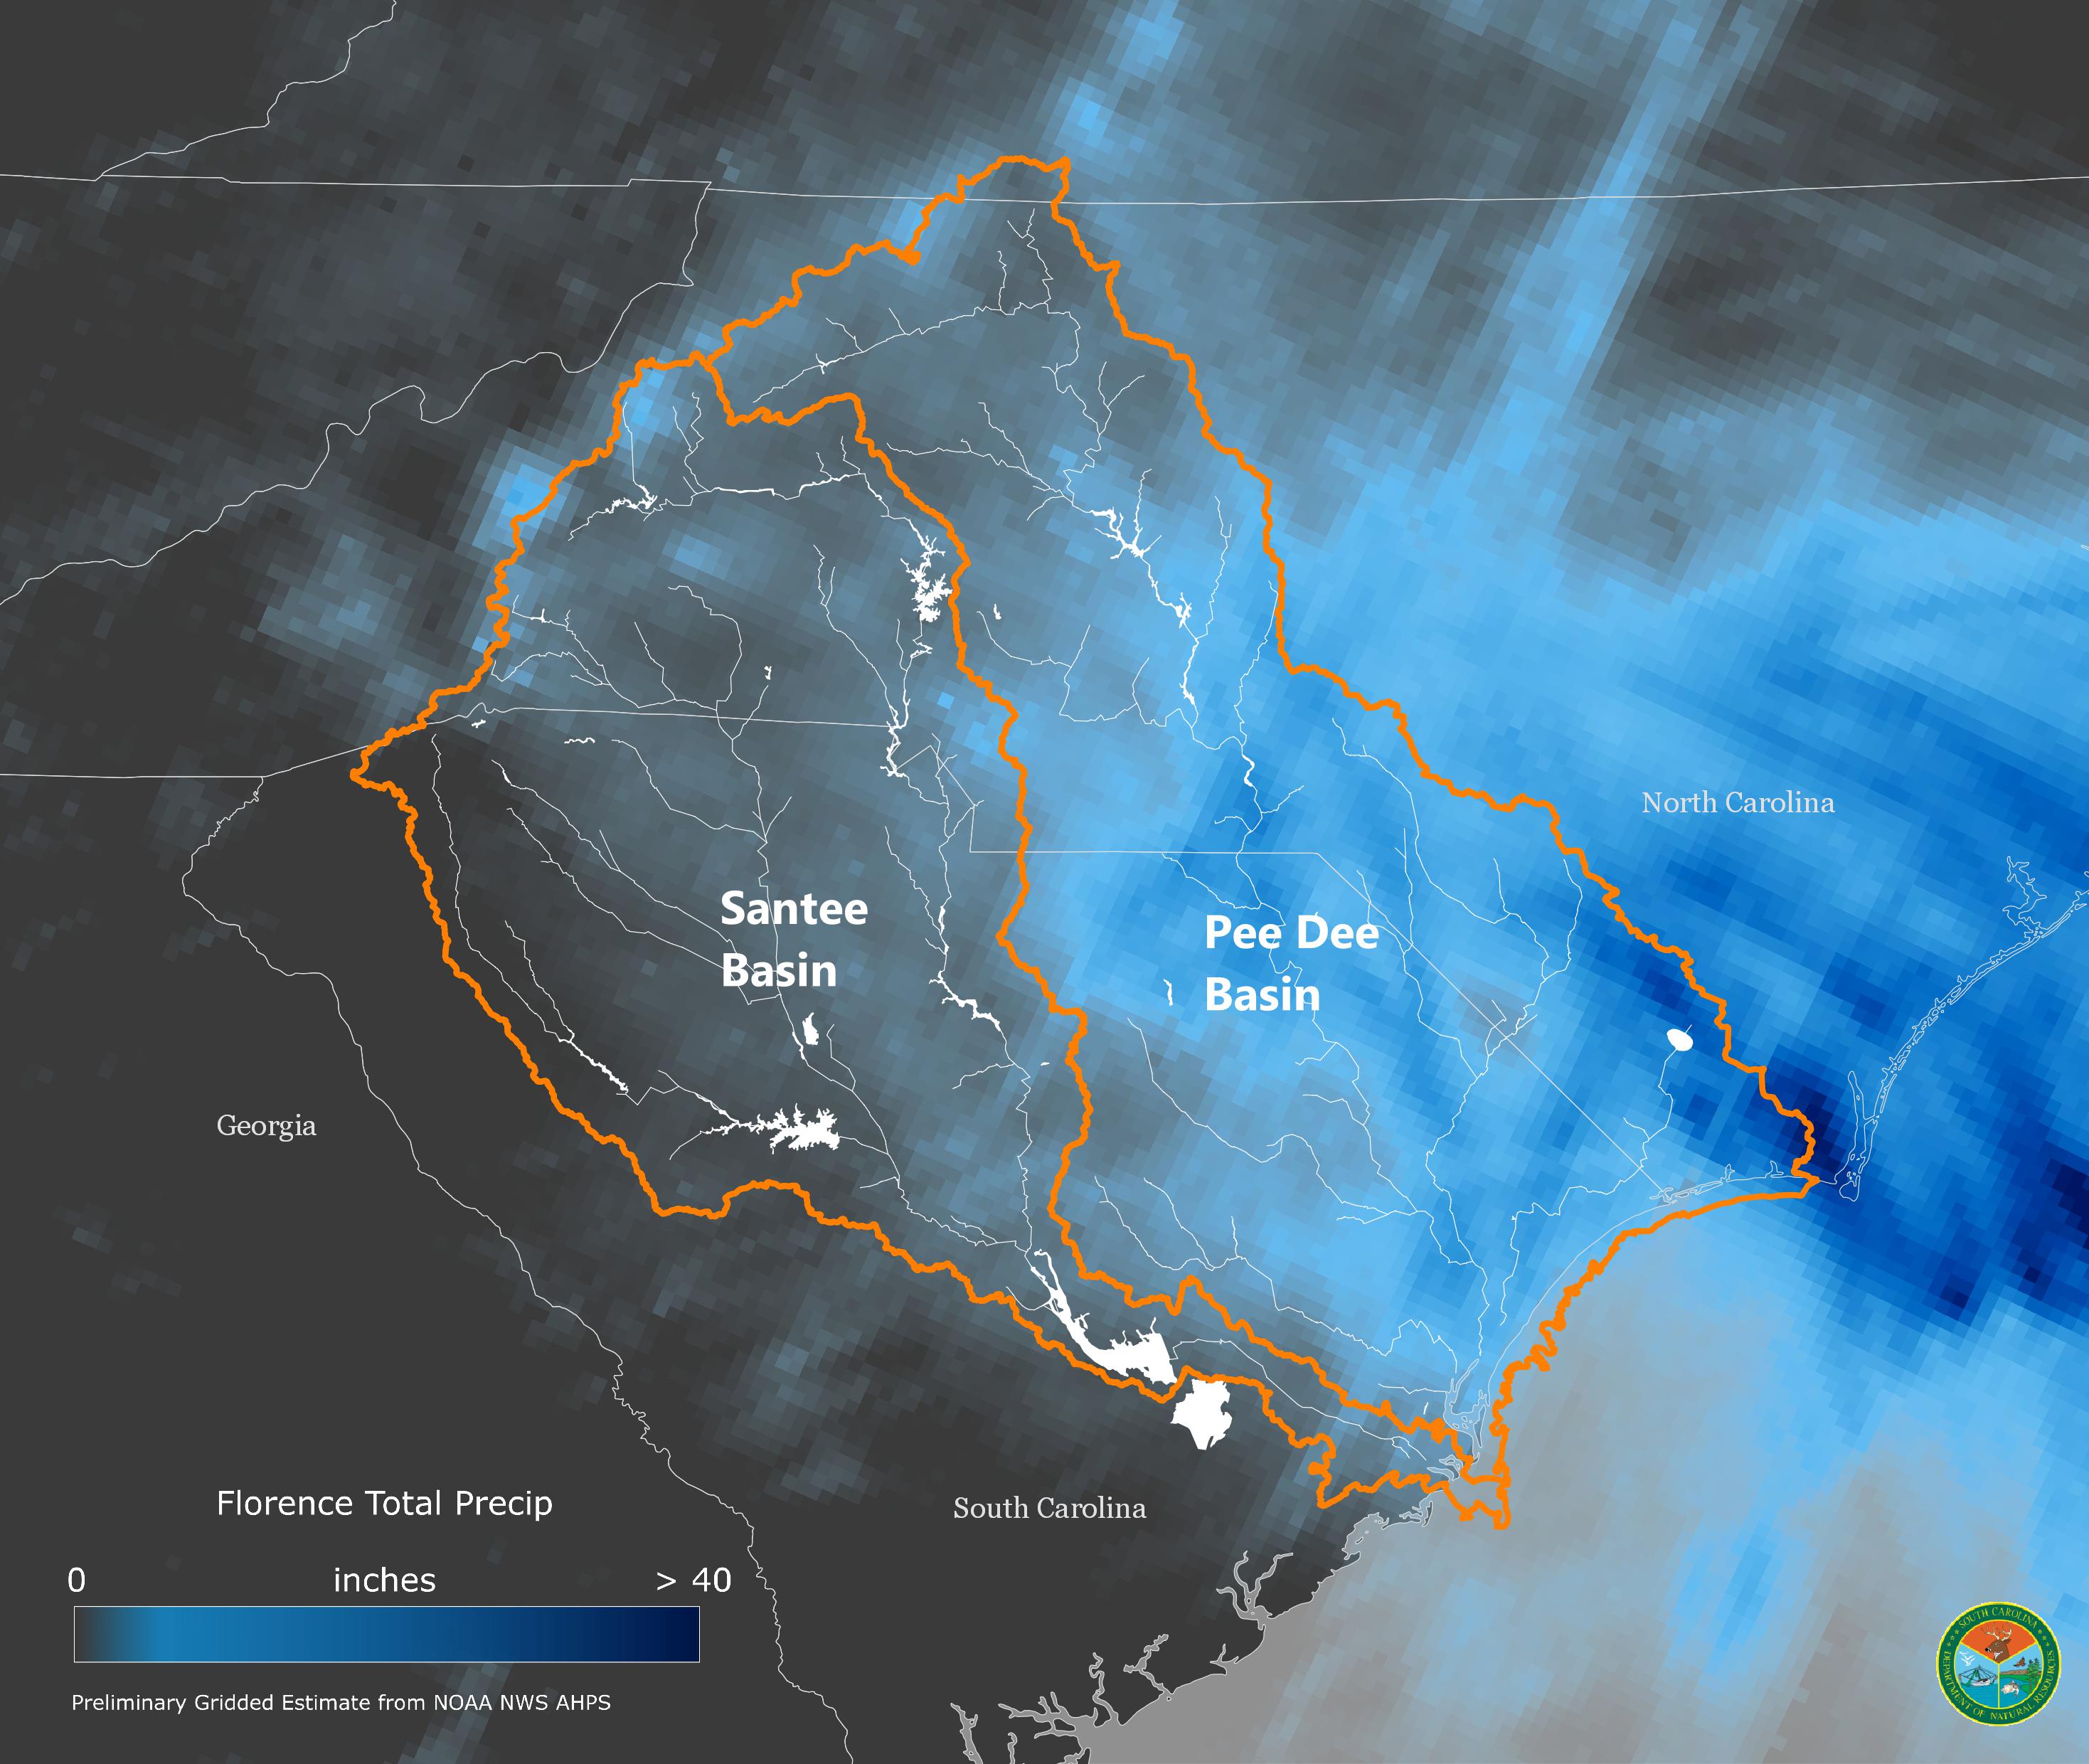 North Carolina
Santee
Basin
Pee Dee
Basin
Georgia
South Carolina
Florence Total Precip
0 inches > 40
Preliminary Gridded Estimate from NOAA NWS AHPS
SOUTH CAROLINA
DEPARTMENT OF NATURAL RESOURCES